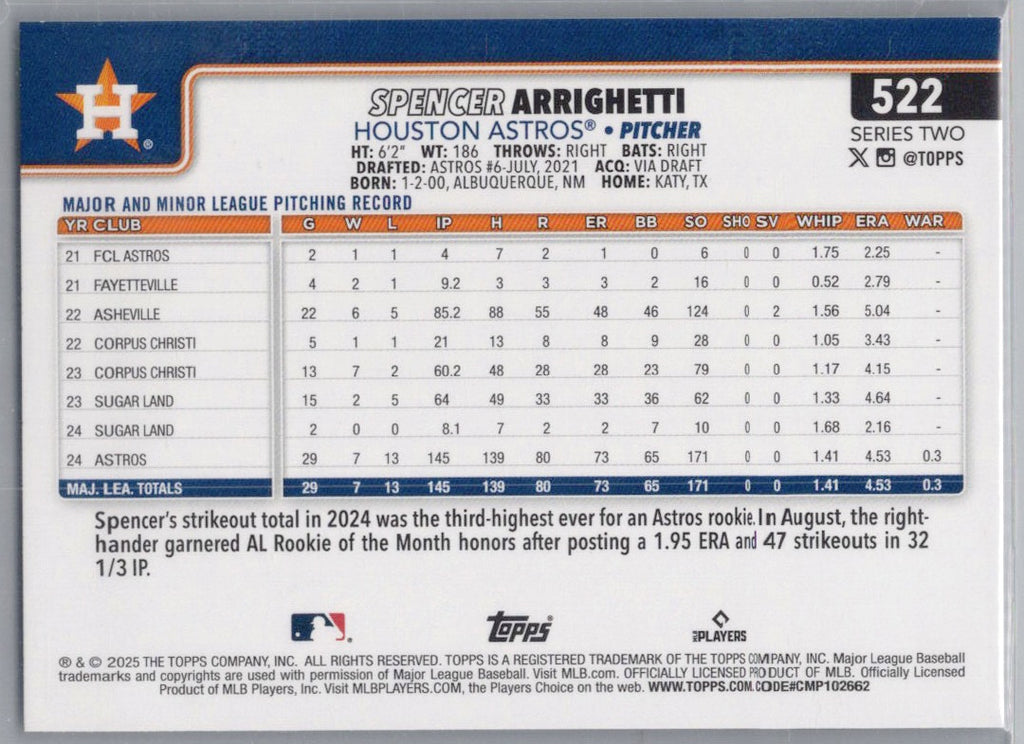 H®
SPENCER ARRIGHETTI
522
HOUSTON ASTROS® • PITCHER
SERIES TWO
HT: 6'2" WT: 186 THROWS: RIGHT BATS: RIGHT
@TOPPS
DRAFTED: ASTROS #6-JULY, 2021 ACQ: VIA DRAFT
BORN: 1-2-00, ALBUQUERQUE, NM HOME: KATY, TX
MAJOR AND MINOR LEAGUE PITCHING RECORD
YR CLUB G W L IP H R ER BB SO SHO SV WHIP ERA WAR
21 FCL ASTROS 2 1 1 4 7 2 1 0 6 0 0 1.75 2.25 -
21 FAYETTEVILLE 4 2 1 9.2 3 3 3 2 16 0 0 0.52 2.79 -
22 ASHEVILLE 22 6 5 85.2 88 55 48 46 124 0 2 1.56 5.04 -
22 CORPUS CHRISTI 5 1 1 21 13 8 8 9 28 0 0 1.05 3.43 -
23 CORPUS CHRISTI 13 7 2 60.2 48 28 28 23 79 0 0 1.17 4.15 -
23 SUGAR LAND 15 2 5 64 49 33 33 36 62 0 0 1.33 4.64 -
24 SUGAR LAND 2 0 0 8.1 7 2 2 7 10 0 0 1.68 2.16 -
24 ASTROS 29 7 13 145 139 80 73 65 171 0 0 1.41 4.53 0.3
MAJ. LEA. TOTALS 29 7 13 145 139 80 73 65 171 0 0 1.41 4.53 0.3
Spencer's strikeout total in 2024 was the third-highest ever for an Astros rookie. In August, the right-
hander garnered AL Rookie of the Month honors after posting a 1.95 ERA and 47 strikeouts in 32
1/3 IP.
® Topps® MLB PLAYERS
® & © 2025 THE TOPPS COMPANY, INC. ALL RIGHTS RESERVED. TOPPS IS A REGISTERED TRADEMARK OF THE TOPPS COMPANY, INC. Major League Baseball
trademarks and copyrights are used with permission of Major League Baseball. Visit MLB.com. OFFICIALLY LICENSED PRODUCT OF MLB. Officially Licensed
Product of MLB Players, Inc. Visit MLBPLAYERS.COM, the Players Choice on the web. WWW.TOPPS.COM. CODE#CMP102662